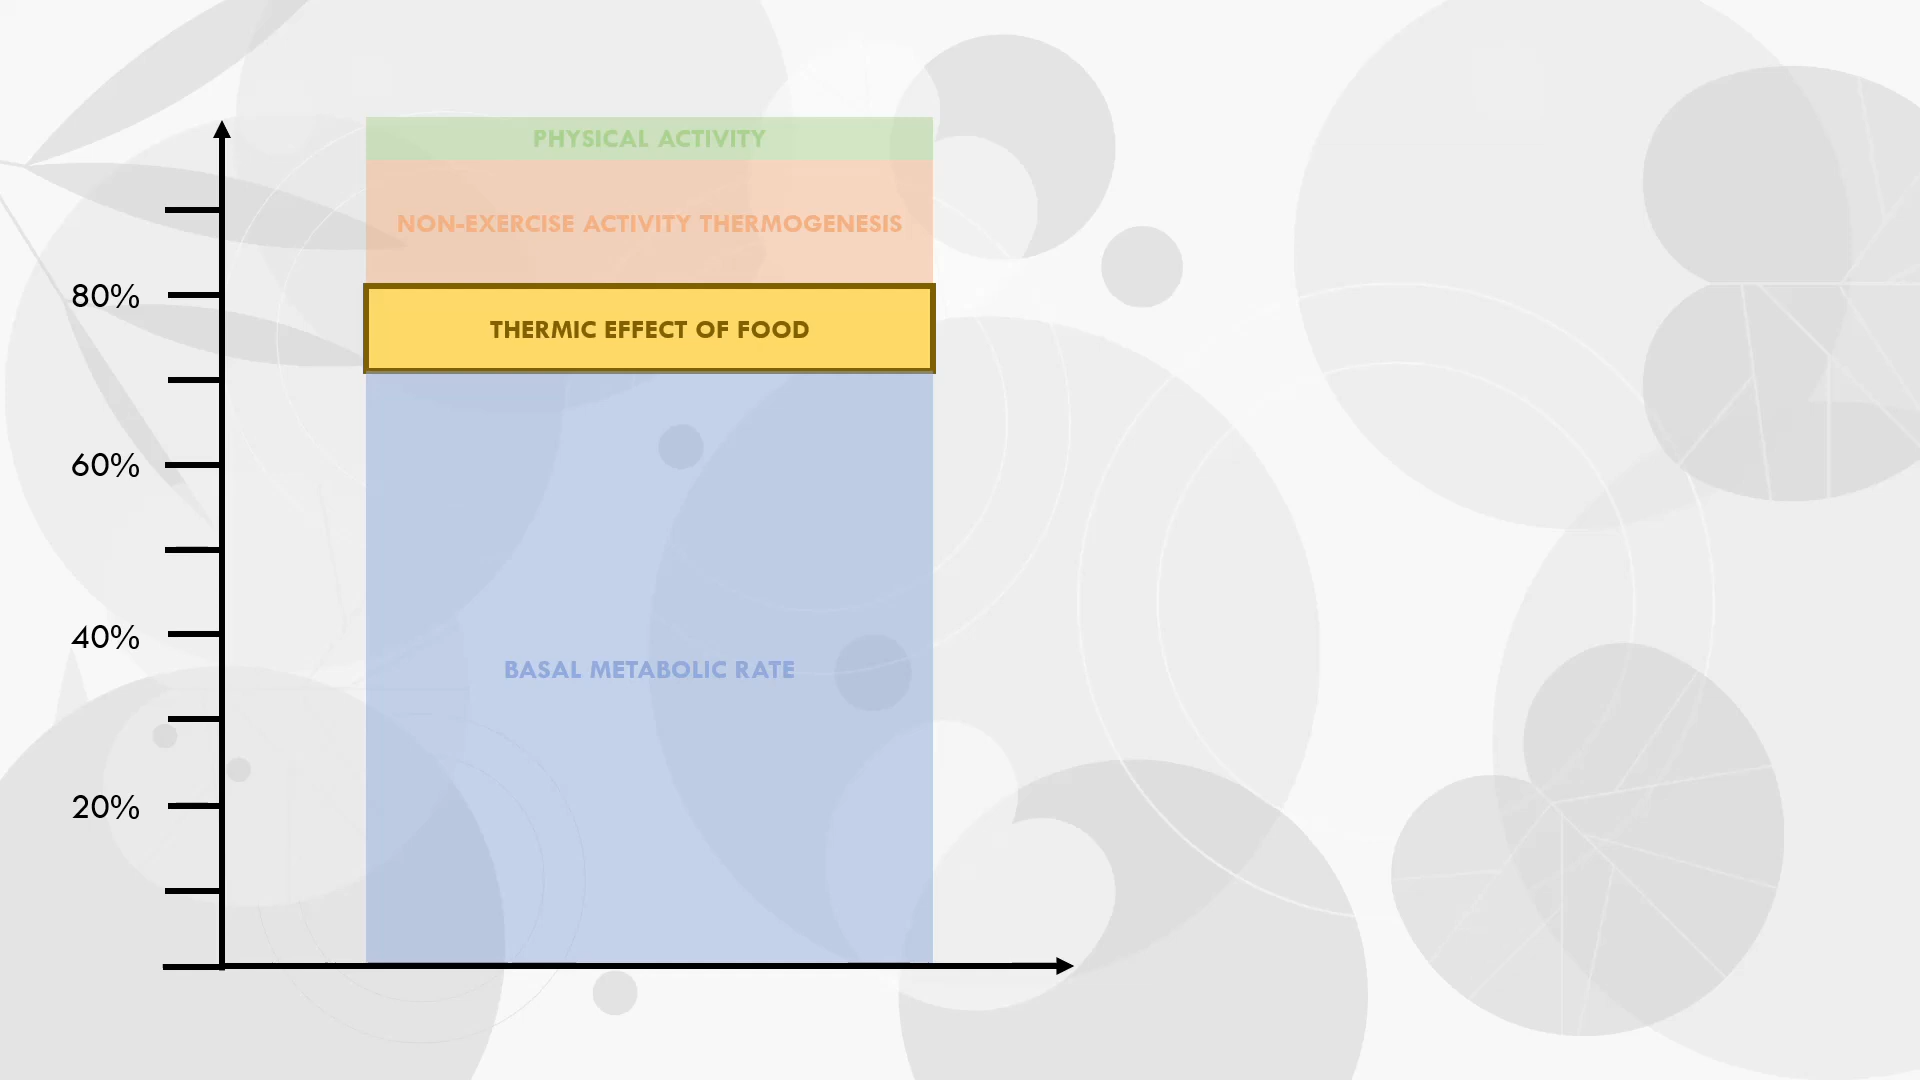 PHYSICAL ACTIVITY
NON-EXERCISE ACTIVITY THERMOGENESIS
80%
THERMIC EFFECT OF FOOD
60%
40%
BASAL METABOLIC RATE
20%